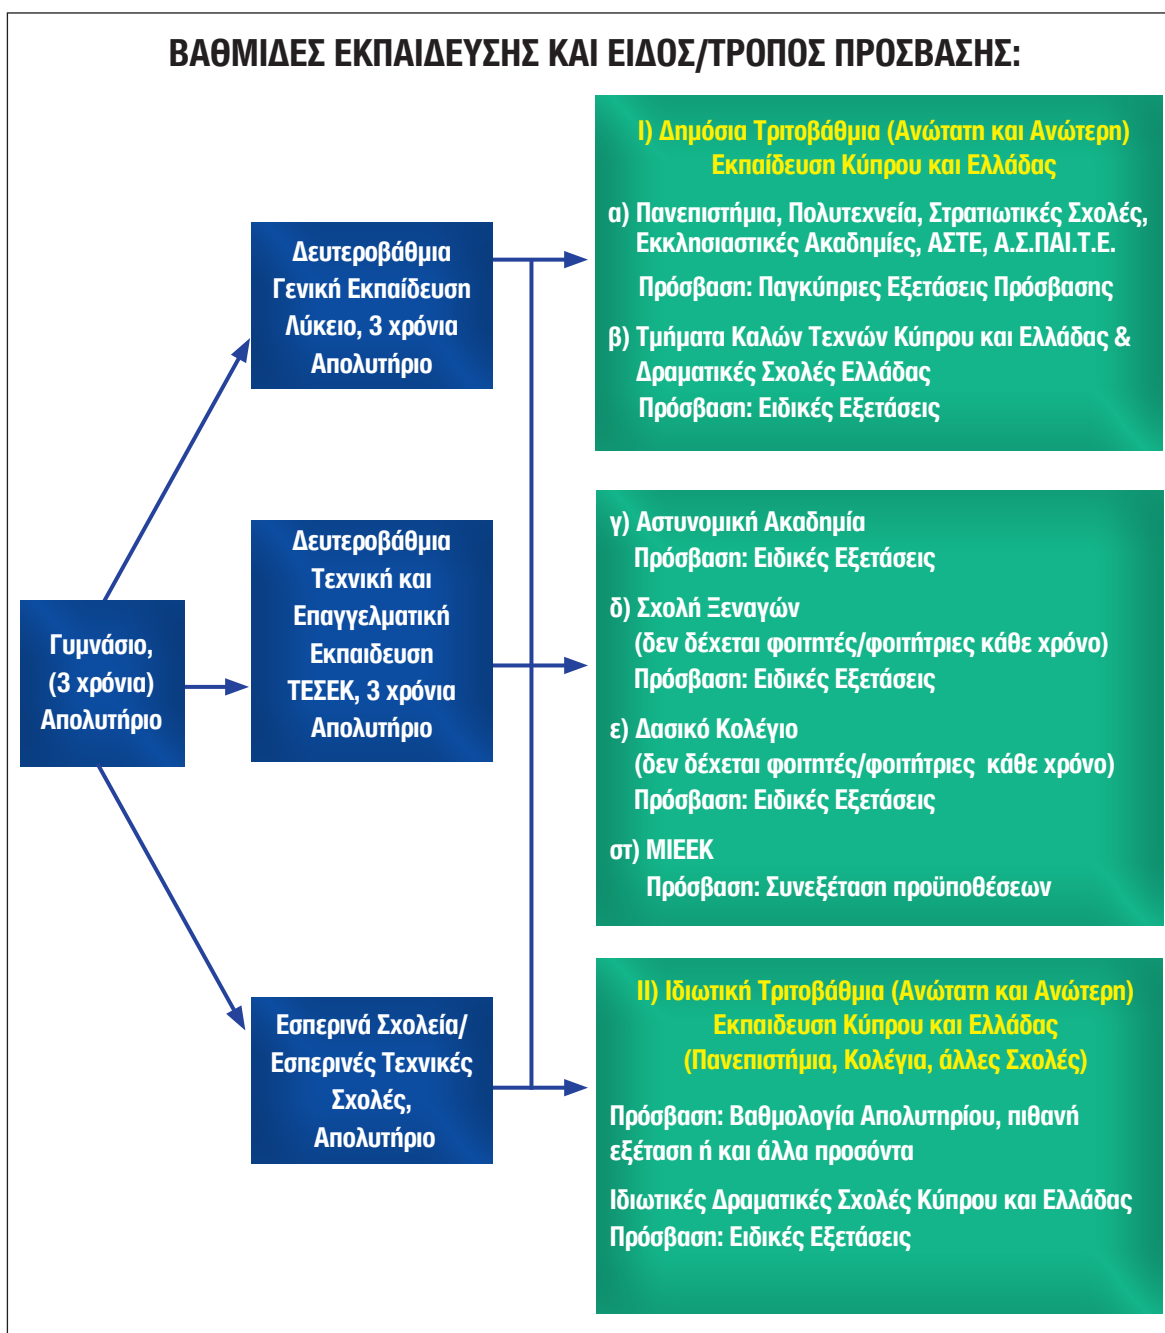 ΒΑΘΜΙΔΕΣ ΕΚΠΑΙΔΕΥΣΗΣ ΚΑΙ ΕΙΔΟΣ/ΤΡΟΠΟΣ ΠΡΟΣΒΑΣΗΣ:
Γυμνάσιο,
(3 χρόνια)
Απολυτήριο
Δευτεροβάθμια
Γενική Εκπαίδευση
Λύκειο, 3 χρόνια
Απολυτήριο
Δευτεροβάθμια
Τεχνική και
Επαγγελματική
Εκπαιδευση
ΤΕΣΕΚ, 3 χρόνια
Απολυτήριο
Εσπερινά Σχολεία/
Εσπερινές Τεχνικές
Σχολές,
Απολυτήριο
Ι) Δημόσια Τριτοβάθμια (Ανώτατη και Ανώτερη)
Εκπαίδευση Κύπρου και Ελλάδας
α) Πανεπιστήμια, Πολυτεχνεία, Στρατιωτικές Σχολές,
Εκκλησιαστικές Ακαδημίες, ΑΣΤΕ, Α.Σ.ΠΑΙ.Τ.Ε.
Πρόσβαση: Παγκύπριες Εξετάσεις Πρόσβασης
β) Τμήματα Καλών Τεχνών Κύπρου και Ελλάδας &
Δραματικές Σχολές Ελλάδας
Πρόσβαση: Ειδικές Εξετάσεις
γ) Αστυνομική Ακαδημία
Πρόσβαση: Ειδικές Εξετάσεις
δ) Σχολή Ξεναγών
(δεν δέχεται φοιτητές/φοιτήτριες κάθε χρόνο)
Πρόσβαση: Ειδικές Εξετάσεις
ε) Δασικό Κολέγιο
(δεν δέχεται φοιτητές/φοιτήτριες κάθε χρόνο)
Πρόσβαση: Ειδικές Εξετάσεις
στ) ΜΙΕΕΚ
Πρόσβαση: Συνεξέταση προϋποθέσεων
ΙΙ) Ιδιωτική Τριτοβάθμια (Ανώτατη και Ανώτερη)
Εκπαιδευση Κύπρου και Ελλάδας
(Πανεπιστήμια, Κολέγια, άλλες Σχολές)
Πρόσβαση: Βαθμολογία Απολυτηρίου, πιθανή
εξέταση ή και άλλα προσόντα
Ιδιωτικές Δραματικές Σχολές Κύπρου και Ελλάδας
Πρόσβαση: Ειδικές Εξετάσεις